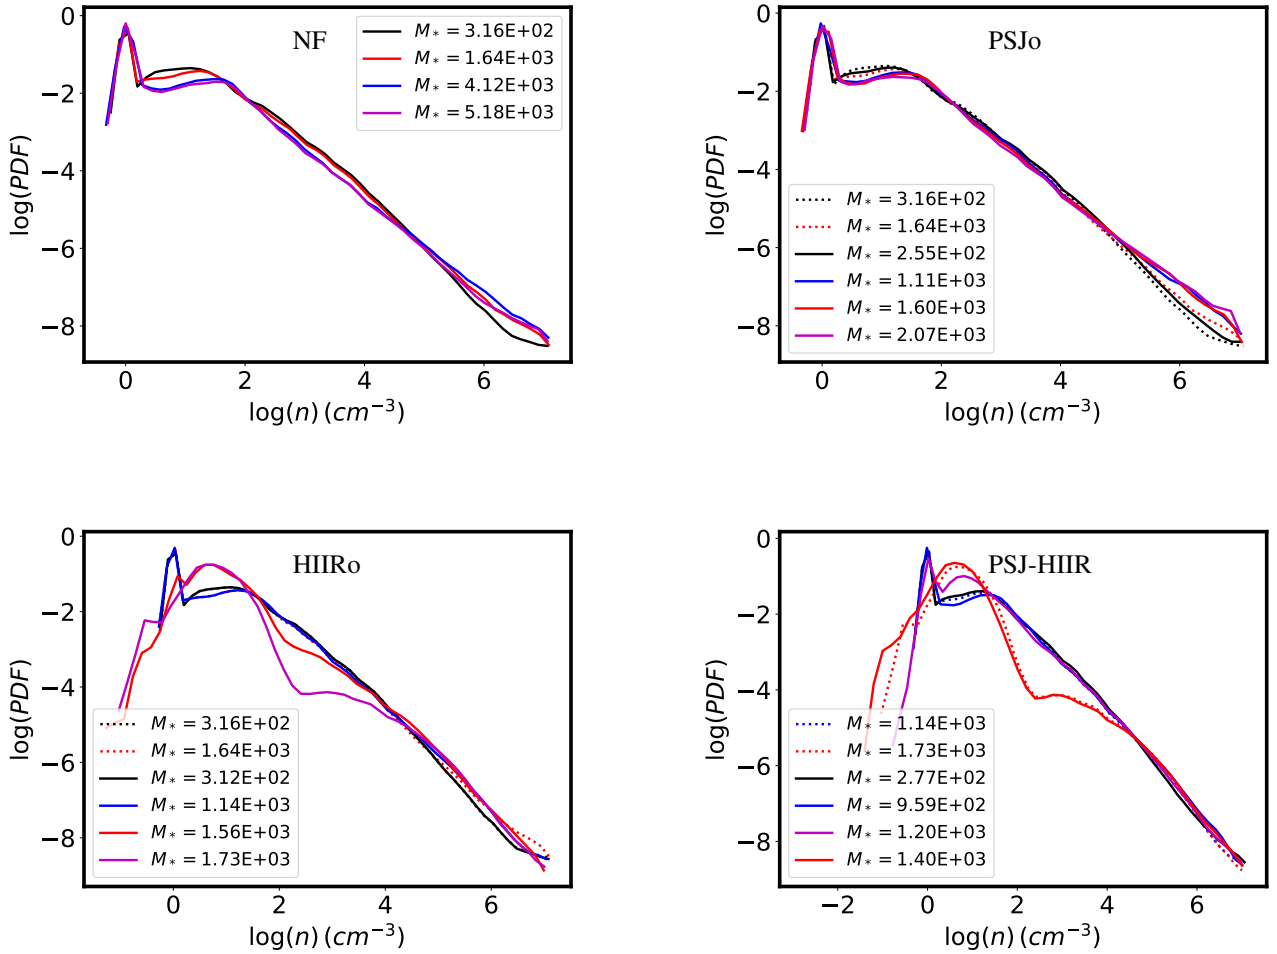 NF
M* = 3.16E+02
M* = 1.64E+03
M* = 4.12E+03
M* = 5.18E+03
0
−2
−4
−6
−8
log(PDF)
0 2 4 6
log(n) (cm⁻³)
PSJo
M* = 3.16E+02
M* = 1.64E+03
M* = 2.55E+02
M* = 1.11E+03
M* = 1.60E+03
M* = 2.07E+03
0
−2
−4
−6
−8
log(PDF)
0 2 4 6
log(n) (cm⁻³)
HIIRo
M* = 3.16E+02
M* = 1.64E+03
M* = 3.12E+02
M* = 1.14E+03
M* = 1.56E+03
M* = 1.73E+03
0
−2
−4
−6
−8
log(PDF)
0 2 4 6
log(n) (cm⁻³)
PSJ-HIIR
M* = 1.14E+03
M* = 1.73E+03
M* = 2.77E+02
M* = 9.59E+02
M* = 1.20E+03
M* = 1.40E+03
0
−2
−4
−6
−8
log(PDF)
−2 0 2 4 6
log(n) (cm⁻³)